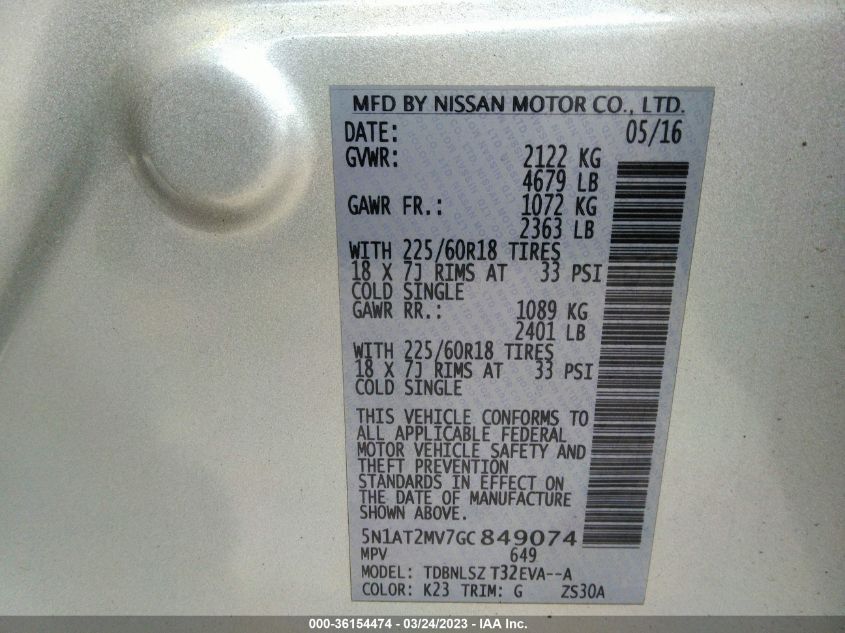 MFD BY NISSAN MOTOR CO., LTD.
DATE: 05/16
GVWR: 2122 KG
4679 LB
GAWR FR.: 1072 KG
2363 LB
WITH 225/60R18 TIRES
18 X 7J RIMS AT 33 PSI
COLD SINGLE
GAWR RR.: 1089 KG
2401 LB
WITH 225/60R18 TIRES
18 X 7J RIMS AT 33 PSI
COLD SINGLE
THIS VEHICLE CONFORMS TO
ALL APPLICABLE FEDERAL
MOTOR VEHICLE SAFETY AND
THEFT PREVENTION
STANDARDS IN EFFECT ON
THE DATE OF MANUFACTURE
SHOWN ABOVE.
5N1AT2MV7GC849074
MPV 649
MODEL: TDBNLSZ T32EVA--A
COLOR: K23 TRIM: G ZS30A
000-36154474 - 03/24/2023 - IAA Inc.